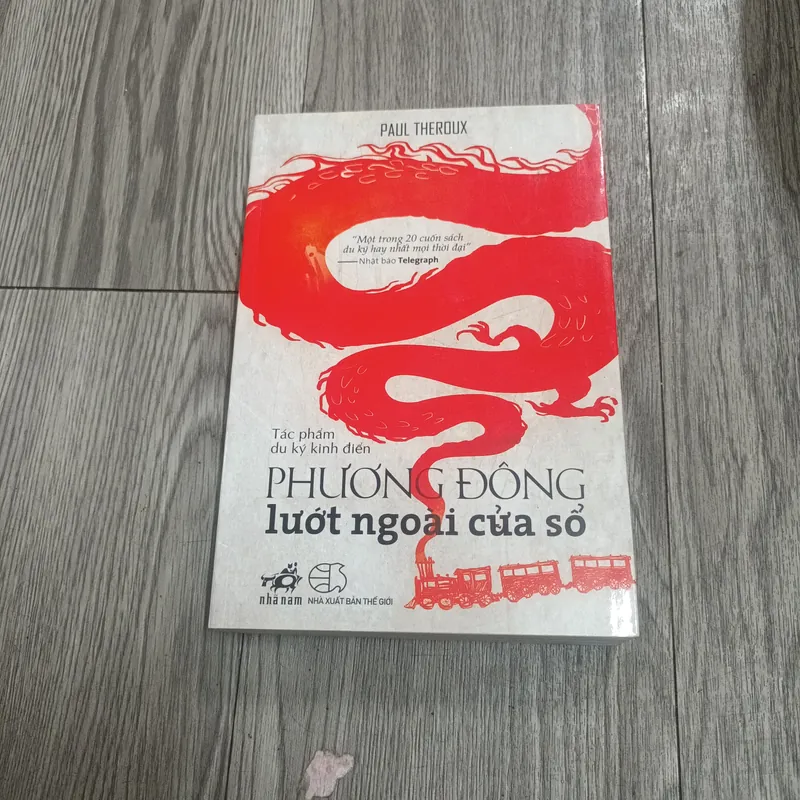 PAUL THEROUX
“Một trong 20 cuốn sách
du ký hay nhất mọi thời đại”
Nhật báo Telegraph
Tác phẩm
du ký kinh điển
PHƯƠNG ĐÔNG
lướt ngoài cửa sổ
nhã nam
NHÀ XUẤT BẢN THẾ GIỚI